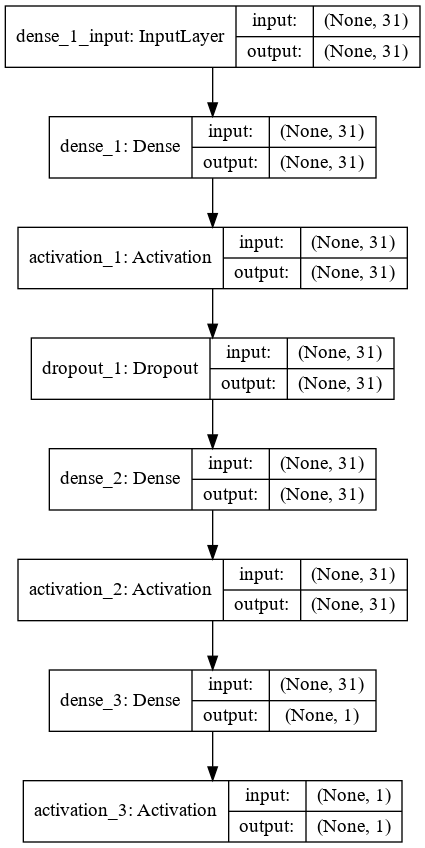 dense_1_input: InputLayer
input: (None, 31)
output: (None, 31)
dense_1: Dense
input: (None, 31)
output: (None, 31)
activation_1: Activation
input: (None, 31)
output: (None, 31)
dropout_1: Dropout
input: (None, 31)
output: (None, 31)
dense_2: Dense
input: (None, 31)
output: (None, 31)
activation_2: Activation
input: (None, 31)
output: (None, 31)
dense_3: Dense
input: (None, 31)
output: (None, 1)
activation_3: Activation
input: (None, 1)
output: (None, 1)